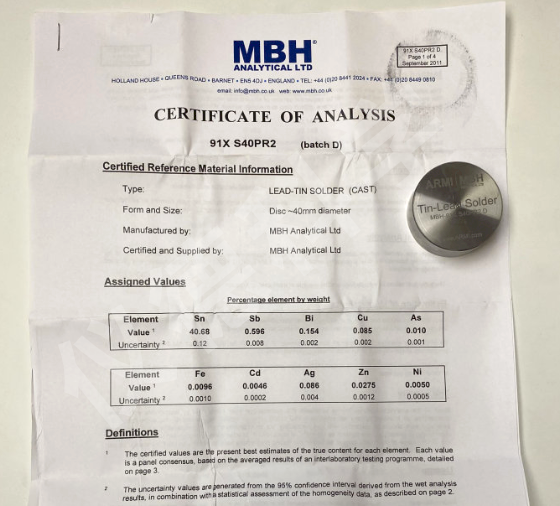 MBH®
ANALYTICAL LTD
91X S40PR2 D
Page 1 of 4
September 2011
HOLLAND HOUSE • QUEENS ROAD • BARNET • EN5 4DJ • ENGLAND • TEL: +44 (0)20 8441 2024 • FAX: +44 (0)20 8449 0810
email: info@mbh.co.uk web: www.mbh.co.uk
CERTIFICATE OF ANALYSIS
91X S40PR2 (batch D)
Certified Reference Material Information
Type: LEAD-TIN SOLDER (CAST)
Form and Size: Disc ~40mm diameter
Manufactured by: MBH Analytical Ltd
Certified and Supplied by: MBH Analytical Ltd
ARMI MBH
Tin-Lead Solder
MBH
Assigned Values
Percentage element by weight
Element Sn Sb Bi Cu As
Value ¹ 40.68 0.596 0.154 0.085 0.010
Uncertainty ² 0.12 0.008 0.002 0.002 0.001
Element Fe Cd Ag Zn Ni
Value ¹ 0.0096 0.0046 0.086 0.0275 0.0050
Uncertainty ² 0.0010 0.0002 0.004 0.0012 0.0005
Definitions
¹ The certified values are the present best estimates of the true content for each element. Each value
is a panel consensus, based on the averaged results of an interlaboratory testing programme, detailed
on page 3.
² The uncertainty values are generated from the 95% confidence interval derived from the wet analysis
results, in combination with a statistical assessment of the homogeneity data, as described on page 2.